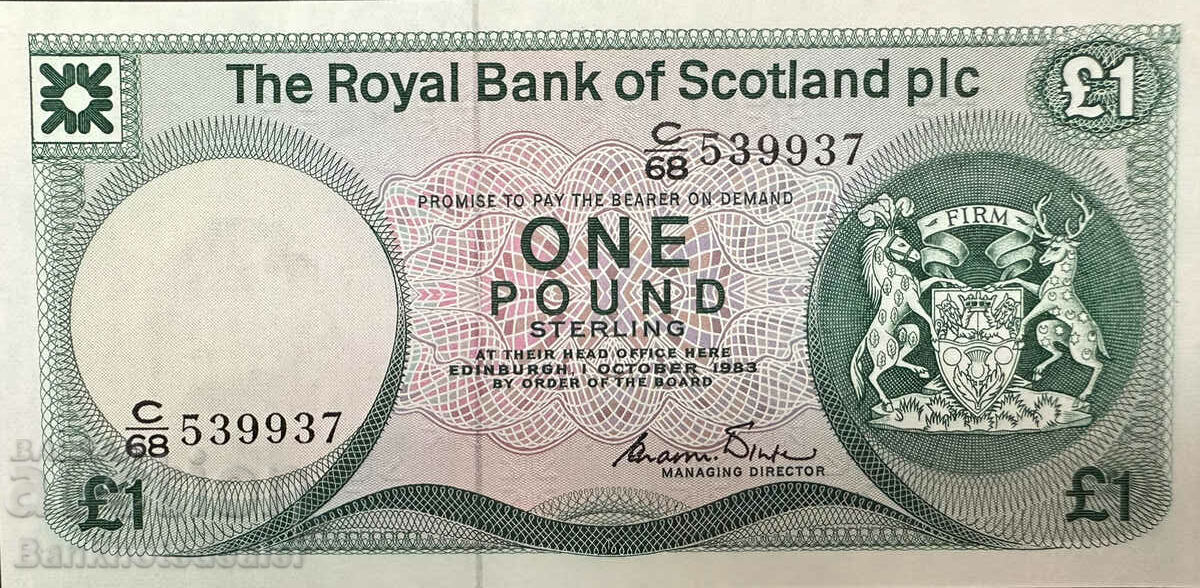 The Royal Bank of Scotland plc
£1
C/68 539937
PROMISE TO PAY THE BEARER ON DEMAND
ONE
POUND
STERLING
AT THEIR HEAD OFFICE HERE
EDINBURGH, 1 OCTOBER 1983
BY ORDER OF THE BOARD
FIRM
C/68 539937
MANAGING DIRECTOR
£1
£1
Banknotedealer